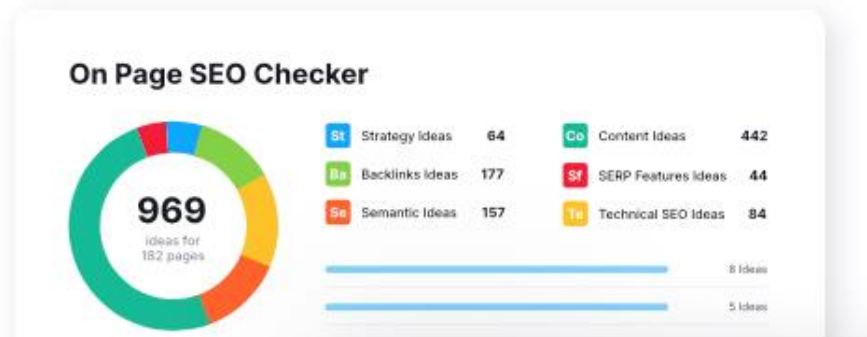 On Page SEO Checker
969
ideas for
182 pages
St Strategy Ideas 64
Ba Backlinks Ideas 177
Se Semantic Ideas 157
Co Content Ideas 442
Sf SERP Features Ideas 44
Te Technical SEO Ideas 84
8 Ideas
5 Ideas